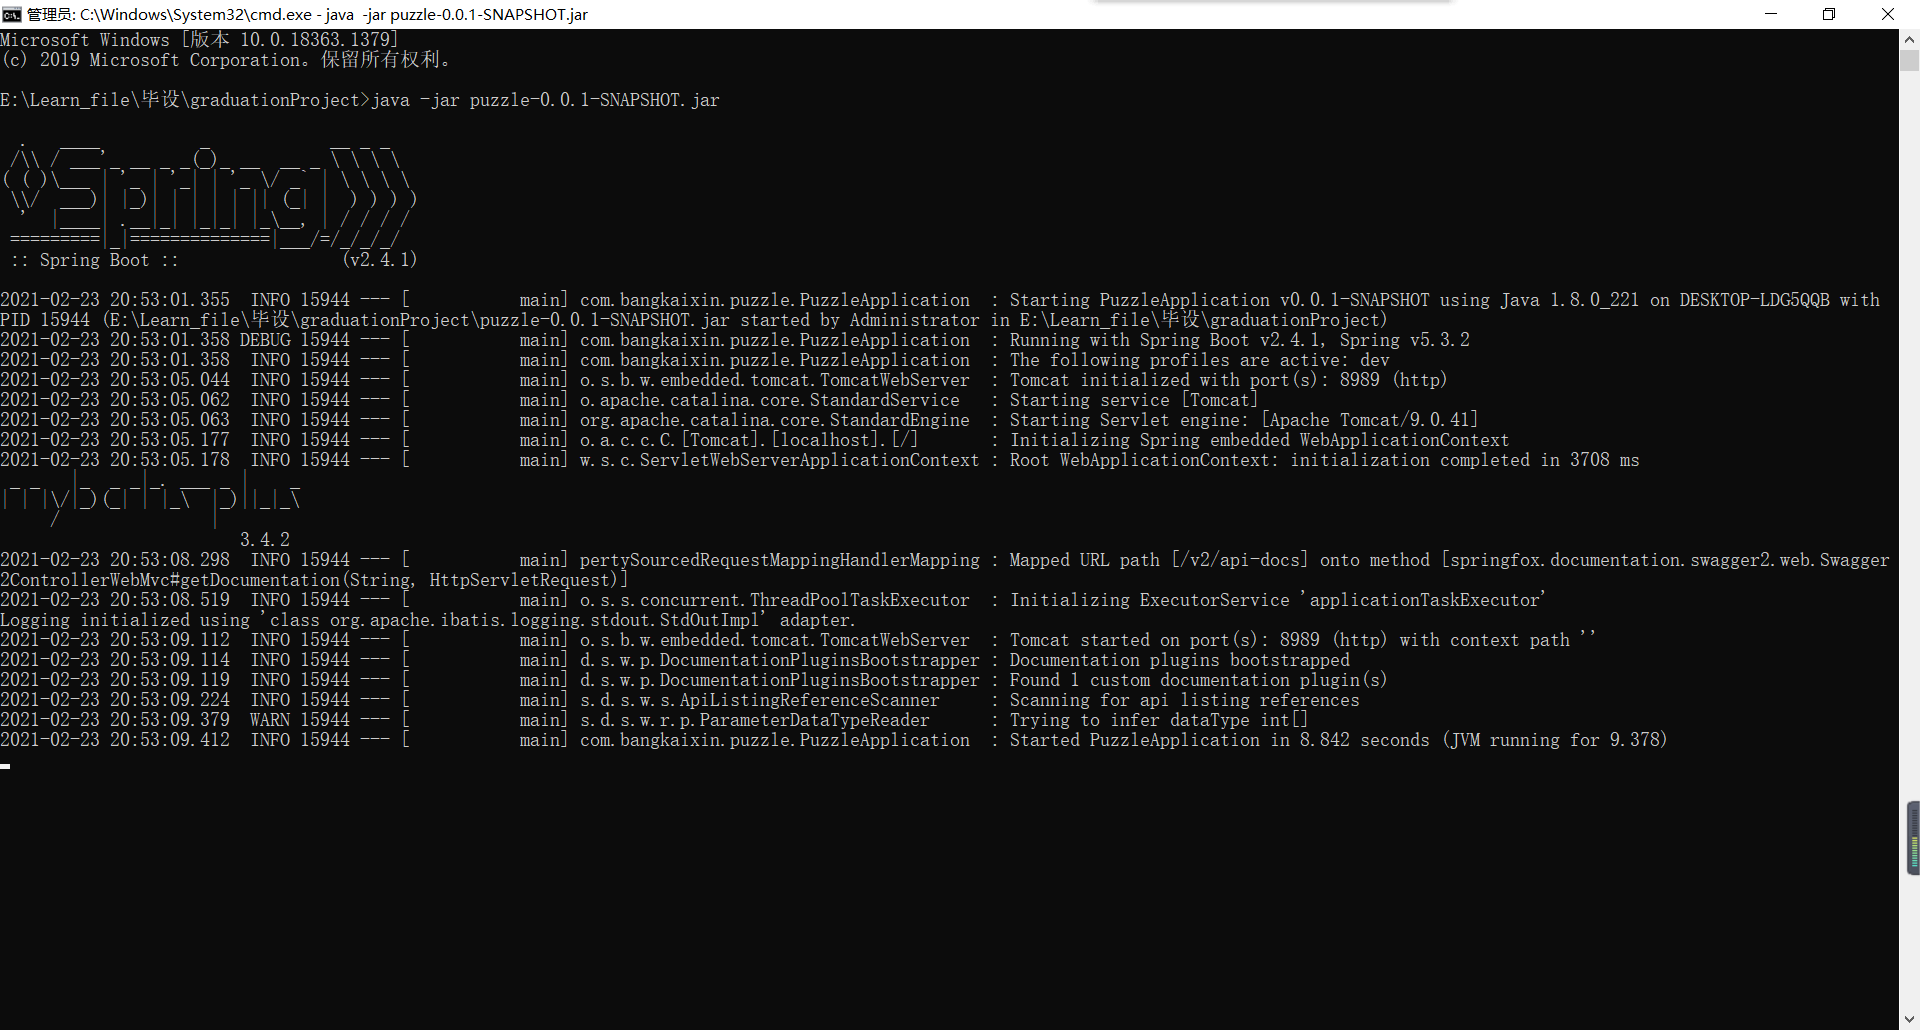 管理员: C:\Windows\System32\cmd.exe - java  -jar puzzle-0.0.1-SNAPSHOT.jar
Microsoft Windows [版本 10.0.18363.1379]
(c) 2019 Microsoft Corporation。保留所有权利。
E:\Learn_file\毕设\graduationProject>java -jar puzzle-0.0.1-SNAPSHOT.jar
Spring
:: Spring Boot ::                (v2.4.1)
2021-02-23 20:53:01.355  INFO 15944 --- [           main] com.bangkaixin.puzzle.PuzzleApplication  : Starting PuzzleApplication v0.0.1-SNAPSHOT using Java 1.8.0_221 on DESKTOP-LDG5QQB with
PID 15944 (E:\Learn_file\毕设\graduationProject\puzzle-0.0.1-SNAPSHOT.jar started by Administrator in E:\Learn_file\毕设\graduationProject)
2021-02-23 20:53:01.358 DEBUG 15944 --- [           main] com.bangkaixin.puzzle.PuzzleApplication  : Running with Spring Boot v2.4.1, Spring v5.3.2
2021-02-23 20:53:01.358  INFO 15944 --- [           main] com.bangkaixin.puzzle.PuzzleApplication  : The following profiles are active: dev
2021-02-23 20:53:05.044  INFO 15944 --- [           main] o.s.b.w.embedded.tomcat.TomcatWebServer  : Tomcat initialized with port(s): 8989 (http)
2021-02-23 20:53:05.062  INFO 15944 --- [           main] o.apache.catalina.core.StandardService   : Starting service [Tomcat]
2021-02-23 20:53:05.063  INFO 15944 --- [           main] org.apache.catalina.core.StandardEngine  : Starting Servlet engine: [Apache Tomcat/9.0.41]
2021-02-23 20:53:05.177  INFO 15944 --- [           main] o.a.c.c.C.[Tomcat].[localhost].[/]       : Initializing Spring embedded WebApplicationContext
2021-02-23 20:53:05.178  INFO 15944 --- [           main] w.s.c.ServletWebServerApplicationContext : Root WebApplicationContext: initialization completed in 3708 ms
mybatis plus
3.4.2
2021-02-23 20:53:08.298  INFO 15944 --- [           main] pertySourcedRequestMappingHandlerMapping : Mapped URL path [/v2/api-docs] onto method [springfox.documentation.swagger2.web.Swagger
2ControllerWebMvc#getDocumentation(String, HttpServletRequest)]
2021-02-23 20:53:08.519  INFO 15944 --- [           main] o.s.s.concurrent.ThreadPoolTaskExecutor  : Initializing ExecutorService 'applicationTaskExecutor'
Logging initialized using 'class org.apache.ibatis.logging.stdout.StdOutImpl' adapter.
2021-02-23 20:53:09.112  INFO 15944 --- [           main] o.s.b.w.embedded.tomcat.TomcatWebServer  : Tomcat started on port(s): 8989 (http) with context path ''
2021-02-23 20:53:09.114  INFO 15944 --- [           main] d.s.w.p.DocumentationPluginsBootstrapper : Documentation plugins bootstrapped
2021-02-23 20:53:09.119  INFO 15944 --- [           main] d.s.w.p.DocumentationPluginsBootstrapper : Found 1 custom documentation plugin(s)
2021-02-23 20:53:09.224  INFO 15944 --- [           main] s.d.s.w.s.ApiListingReferenceScanner     : Scanning for api listing references
2021-02-23 20:53:09.379  WARN 15944 --- [           main] s.d.s.w.r.p.ParameterDataTypeReader      : Trying to infer dataType int[]
2021-02-23 20:53:09.412  INFO 15944 --- [           main] com.bangkaixin.puzzle.PuzzleApplication  : Started PuzzleApplication in 8.842 seconds (JVM running for 9.378)